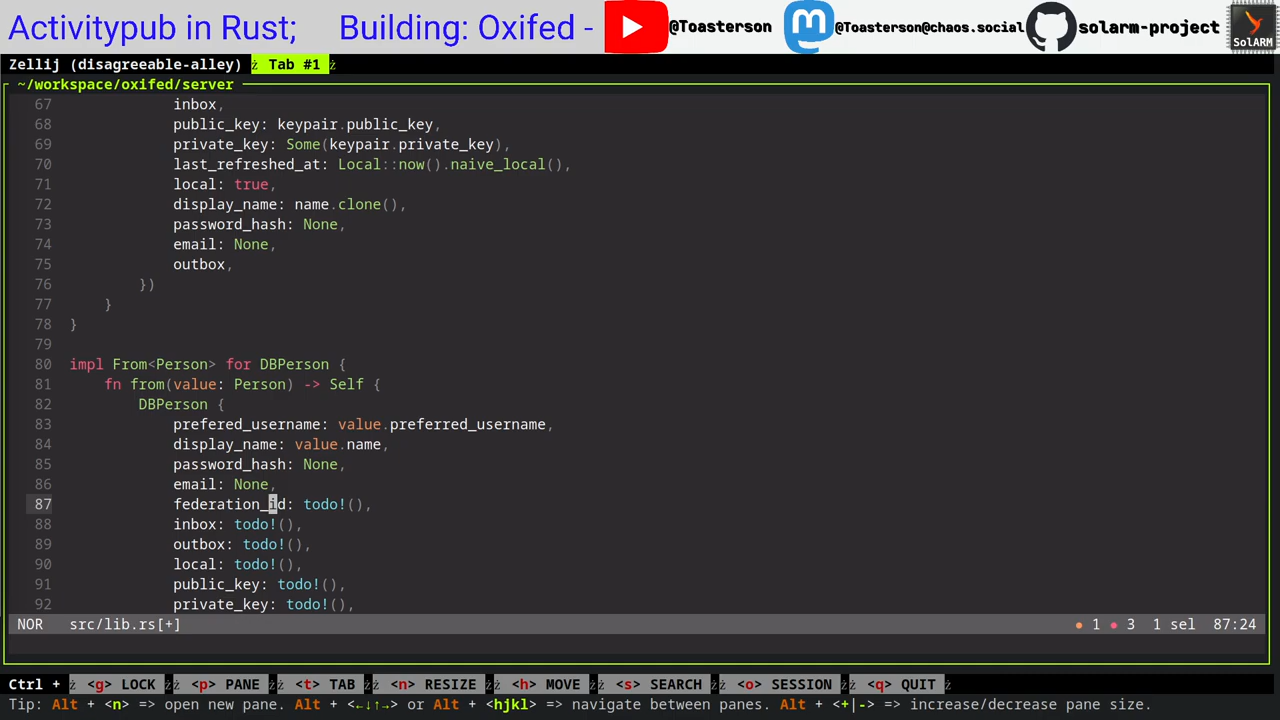 Activitypub in Rust; Building: Oxifed - @Toasterson @Toasterson@chaos.social solarm-project SolARM
Zellij (disagreeable-alley) ż Tab #1 ż
~/workspace/oxifed/server
67 inbox,
68 public_key: keypair.public_key,
69 private_key: Some(keypair.private_key),
70 last_refreshed_at: Local::now().naive_local(),
71 local: true,
72 display_name: name.clone(),
73 password_hash: None,
74 email: None,
75 outbox,
76 })
77 }
78 }
79
80 impl From<Person> for DBPerson {
81 fn from(value: Person) -> Self {
82 DBPerson {
83 prefered_username: value.preferred_username,
84 display_name: value.name,
85 password_hash: None,
86 email: None,
87 federation_id: todo!(),
88 inbox: todo!(),
89 outbox: todo!(),
90 local: todo!(),
91 public_key: todo!(),
92 private_key: todo!(),
NOR src/lib.rs[+] ● 1 ● 3 1 sel 87:24
Ctrl + ż <g> LOCK ż <p> PANE ż <t> TAB ż <n> RESIZE ż <h> MOVE ż <s> SEARCH ż <o> SESSION ż <q> QUIT ż
Tip: Alt + <n> => open new pane. Alt + <←↓↑→> or Alt + <hjkl> => navigate between panes. Alt + <+|-> => increase/decrease pane size.